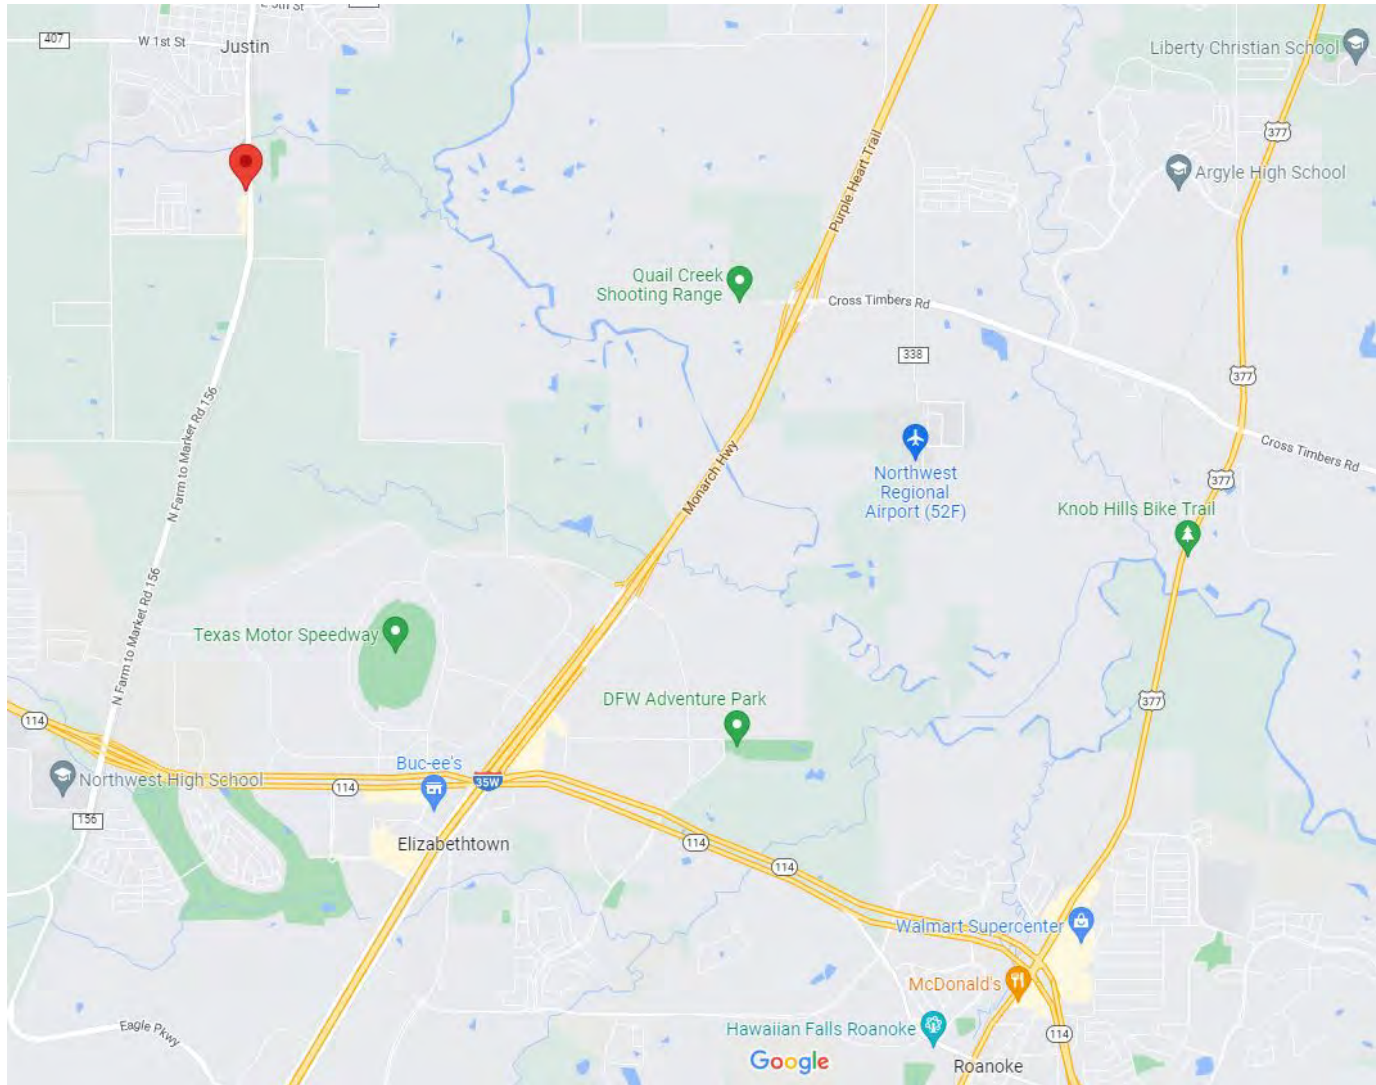 E 5th St
407
W 1st St
Justin
Liberty Christian School
377
Purple Heart Trail
Argyle High School
Quail Creek
Shooting Range
Cross Timbers Rd
338
377
N Farm to Market Rd 156
Monarch Hwy
Northwest
Regional
Airport (52F)
Cross Timbers Rd
377
Knob Hills Bike Trail
N Farm to Market Rd 156
Texas Motor Speedway
DFW Adventure Park
377
114
Buc-ee's
Northwest High School
114
35W
156
Elizabethtown
114
114
Walmart Supercenter
McDonald's
Eagle Pkwy
Hawaiian Falls Roanoke
114
Google
Roanoke